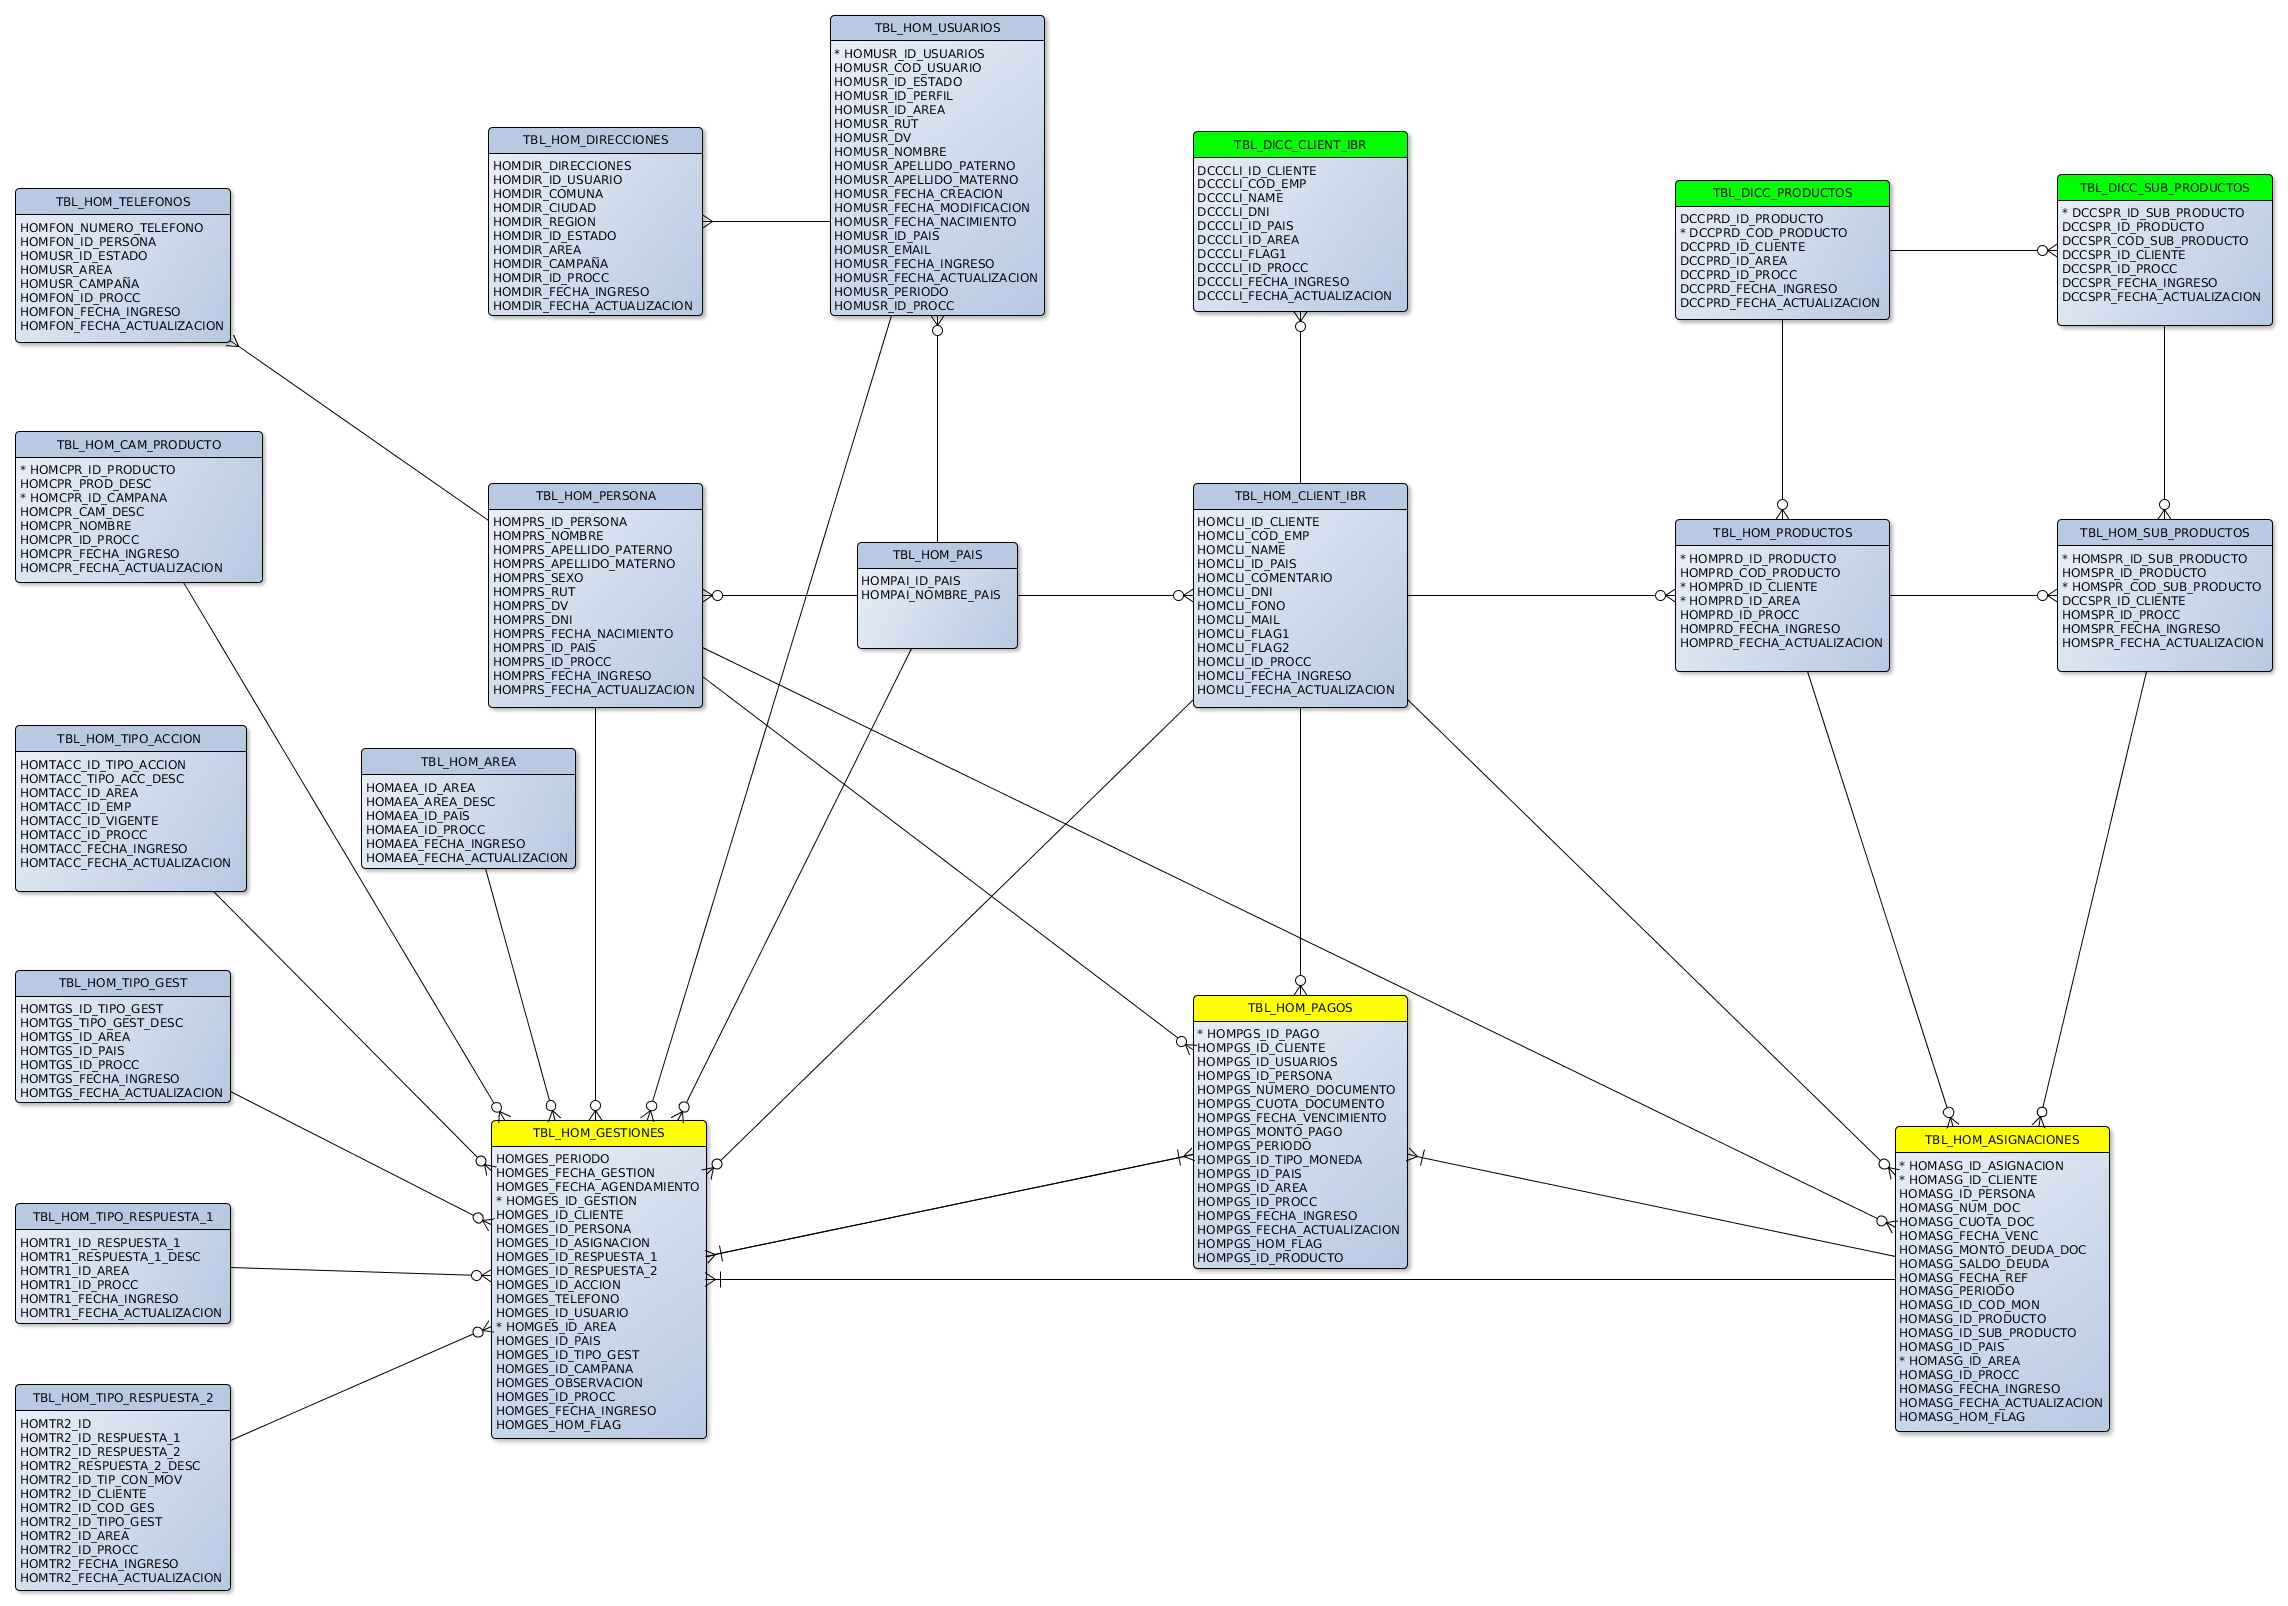 TBL_HOM_USUARIOS
* HOMUSR_ID_USUARIOS
HOMUSR_COD_USUARIO
HOMUSR_ID_ESTADO
HOMUSR_ID_PERFIL
HOMUSR_ID_AREA
HOMUSR_RUT
HOMUSR_DV
HOMUSR_NOMBRE
HOMUSR_APELLIDO_PATERNO
HOMUSR_APELLIDO_MATERNO
HOMUSR_FECHA_CREACION
HOMUSR_FECHA_MODIFICACION
HOMUSR_FECHA_NACIMIENTO
HOMUSR_ID_PAIS
HOMUSR_EMAIL
HOMUSR_FECHA_INGRESO
HOMUSR_FECHA_ACTUALIZACION
HOMUSR_PERIODO
HOMUSR_ID_PROCC
TBL_HOM_DIRECCIONES
HOMDIR_DIRECCIONES
HOMDIR_ID_USUARIO
HOMDIR_COMUNA
HOMDIR_CIUDAD
HOMDIR_REGION
HOMDIR_ID_ESTADO
HOMDIR_AREA
HOMDIR_CAMPAÑA
HOMDIR_ID_PROCC
HOMDIR_FECHA_INGRESO
HOMDIR_FECHA_ACTUALIZACION
TBL_DICC_CLIENT_IBR
DCCCLI_ID_CLIENTE
DCCCLI_COD_EMP
DCCCLI_NAME
DCCCLI_DNI
DCCCLI_ID_PAIS
DCCCLI_ID_AREA
DCCCLI_FLAG1
DCCCLI_ID_PROCC
DCCCLI_FECHA_INGRESO
DCCCLI_FECHA_ACTUALIZACION
TBL_DICC_PRODUCTOS
DCCPRD_ID_PRODUCTO
* DCCPRD_COD_PRODUCTO
DCCPRD_ID_CLIENTE
DCCPRD_ID_AREA
DCCPRD_ID_PROCC
DCCPRD_FECHA_INGRESO
DCCPRD_FECHA_ACTUALIZACION
TBL_DICC_SUB_PRODUCTOS
* DCCSPR_ID_SUB_PRODUCTO
DCCSPR_ID_PRODUCTO
DCCSPR_COD_SUB_PRODUCTO
DCCSPR_ID_CLIENTE
DCCSPR_ID_PROCC
DCCSPR_FECHA_INGRESO
DCCSPR_FECHA_ACTUALIZACION
TBL_HOM_TELEFONOS
HOMFON_NUMERO_TELEFONO
HOMFON_ID_PERSONA
HOMUSR_ID_ESTADO
HOMUSR_AREA
HOMUSR_CAMPAÑA
HOMFON_ID_PROCC
HOMFON_FECHA_INGRESO
HOMFON_FECHA_ACTUALIZACION
TBL_HOM_CAM_PRODUCTO
* HOMCPR_ID_PRODUCTO
HOMCPR_PROD_DESC
* HOMCPR_ID_CAMPANA
HOMCPR_CAM_DESC
HOMCPR_NOMBRE
HOMCPR_ID_PROCC
HOMCPR_FECHA_INGRESO
HOMCPR_FECHA_ACTUALIZACION
TBL_HOM_PERSONA
HOMPRS_ID_PERSONA
HOMPRS_NOMBRE
HOMPRS_APELLIDO_PATERNO
HOMPRS_APELLIDO_MATERNO
HOMPRS_SEXO
HOMPRS_RUT
HOMPRS_DV
HOMPRS_DNI
HOMPRS_FECHA_NACIMIENTO
HOMPRS_ID_PAIS
HOMPRS_ID_PROCC
HOMPRS_FECHA_INGRESO
HOMPRS_FECHA_ACTUALIZACION
TBL_HOM_PAIS
HOMPAI_ID_PAIS
HOMPAI_NOMBRE_PAIS
TBL_HOM_CLIENT_IBR
HOMCLI_ID_CLIENTE
HOMCLI_COD_EMP
HOMCLI_NAME
HOMCLI_ID_PAIS
HOMCLI_COMENTARIO
HOMCLI_DNI
HOMCLI_FONO
HOMCLI_MAIL
HOMCLI_FLAG1
HOMCLI_FLAG2
HOMCLI_ID_PROCC
HOMCLI_FECHA_INGRESO
HOMCLI_FECHA_ACTUALIZACION
TBL_HOM_PRODUCTOS
* HOMPRD_ID_PRODUCTO
HOMPRD_COD_PRODUCTO
* HOMPRD_ID_CLIENTE
* HOMPRD_ID_AREA
HOMPRD_ID_PROCC
HOMPRD_FECHA_INGRESO
HOMPRD_FECHA_ACTUALIZACION
TBL_HOM_SUB_PRODUCTOS
* HOMSPR_ID_SUB_PRODUCTO
HOMSPR_ID_PRODUCTO
* HOMSPR_COD_SUB_PRODUCTO
DCCSPR_ID_CLIENTE
HOMSPR_ID_PROCC
HOMSPR_FECHA_INGRESO
HOMSPR_FECHA_ACTUALIZACION
TBL_HOM_TIPO_ACCION
HOMTACC_ID_TIPO_ACCION
HOMTACC_TIPO_ACC_DESC
HOMTACC_ID_AREA
HOMTACC_ID_EMP
HOMTACC_ID_VIGENTE
HOMTACC_ID_PROCC
HOMTACC_FECHA_INGRESO
HOMTACC_FECHA_ACTUALIZACION
TBL_HOM_AREA
HOMAEA_ID_AREA
HOMAEA_AREA_DESC
HOMAEA_ID_PAIS
HOMAEA_ID_PROCC
HOMAEA_FECHA_INGRESO
HOMAEA_FECHA_ACTUALIZACION
TBL_HOM_TIPO_GEST
HOMTGS_ID_TIPO_GEST
HOMTGS_TIPO_GEST_DESC
HOMTGS_ID_AREA
HOMTGS_ID_PAIS
HOMTGS_ID_PROCC
HOMTGS_FECHA_INGRESO
HOMTGS_FECHA_ACTUALIZACION
TBL_HOM_PAGOS
* HOMPGS_ID_PAGO
HOMPGS_ID_CLIENTE
HOMPGS_ID_USUARIOS
HOMPGS_ID_PERSONA
HOMPGS_NUMERO_DOCUMENTO
HOMPGS_CUOTA_DOCUMENTO
HOMPGS_FECHA_VENCIMIENTO
HOMPGS_MONTO_PAGO
HOMPGS_PERIODO
HOMPGS_ID_TIPO_MONEDA
HOMPGS_ID_PAIS
HOMPGS_ID_AREA
HOMPGS_ID_PROCC
HOMPGS_FECHA_INGRESO
HOMPGS_FECHA_ACTUALIZACION
HOMPGS_HOM_FLAG
HOMPGS_ID_PRODUCTO
TBL_HOM_GESTIONES
HOMGES_PERIODO
HOMGES_FECHA_GESTION
HOMGES_FECHA_AGENDAMIENTO
* HOMGES_ID_GESTION
HOMGES_ID_CLIENTE
HOMGES_ID_PERSONA
HOMGES_ID_ASIGNACION
HOMGES_ID_RESPUESTA_1
HOMGES_ID_RESPUESTA_2
HOMGES_ID_ACCION
HOMGES_TELEFONO
HOMGES_ID_USUARIO
* HOMGES_ID_AREA
HOMGES_ID_PAIS
HOMGES_ID_TIPO_GEST
HOMGES_ID_CAMPANA
HOMGES_OBSERVACION
HOMGES_ID_PROCC
HOMGES_FECHA_INGRESO
HOMGES_HOM_FLAG
TBL_HOM_ASIGNACIONES
* HOMASG_ID_ASIGNACION
* HOMASG_ID_CLIENTE
HOMASG_ID_PERSONA
HOMASG_NUM_DOC
HOMASG_CUOTA_DOC
HOMASG_FECHA_VENC
HOMASG_MONTO_DEUDA_DOC
HOMASG_SALDO_DEUDA
HOMASG_FECHA_REF
HOMASG_PERIODO
HOMASG_ID_COD_MON
HOMASG_ID_PRODUCTO
HOMASG_ID_SUB_PRODUCTO
HOMASG_ID_PAIS
* HOMASG_ID_AREA
HOMASG_ID_PROCC
HOMASG_FECHA_INGRESO
HOMASG_FECHA_ACTUALIZACION
HOMASG_HOM_FLAG
TBL_HOM_TIPO_RESPUESTA_1
HOMTR1_ID_RESPUESTA_1
HOMTR1_RESPUESTA_1_DESC
HOMTR1_ID_AREA
HOMTR1_ID_PROCC
HOMTR1_FECHA_INGRESO
HOMTR1_FECHA_ACTUALIZACION
TBL_HOM_TIPO_RESPUESTA_2
HOMTR2_ID
HOMTR2_ID_RESPUESTA_1
HOMTR2_ID_RESPUESTA_2
HOMTR2_RESPUESTA_2_DESC
HOMTR2_ID_TIP_CON_MOV
HOMTR2_ID_CLIENTE
HOMTR2_ID_COD_GES
HOMTR2_ID_TIPO_GEST
HOMTR2_ID_AREA
HOMTR2_ID_PROCC
HOMTR2_FECHA_INGRESO
HOMTR2_FECHA_ACTUALIZACION